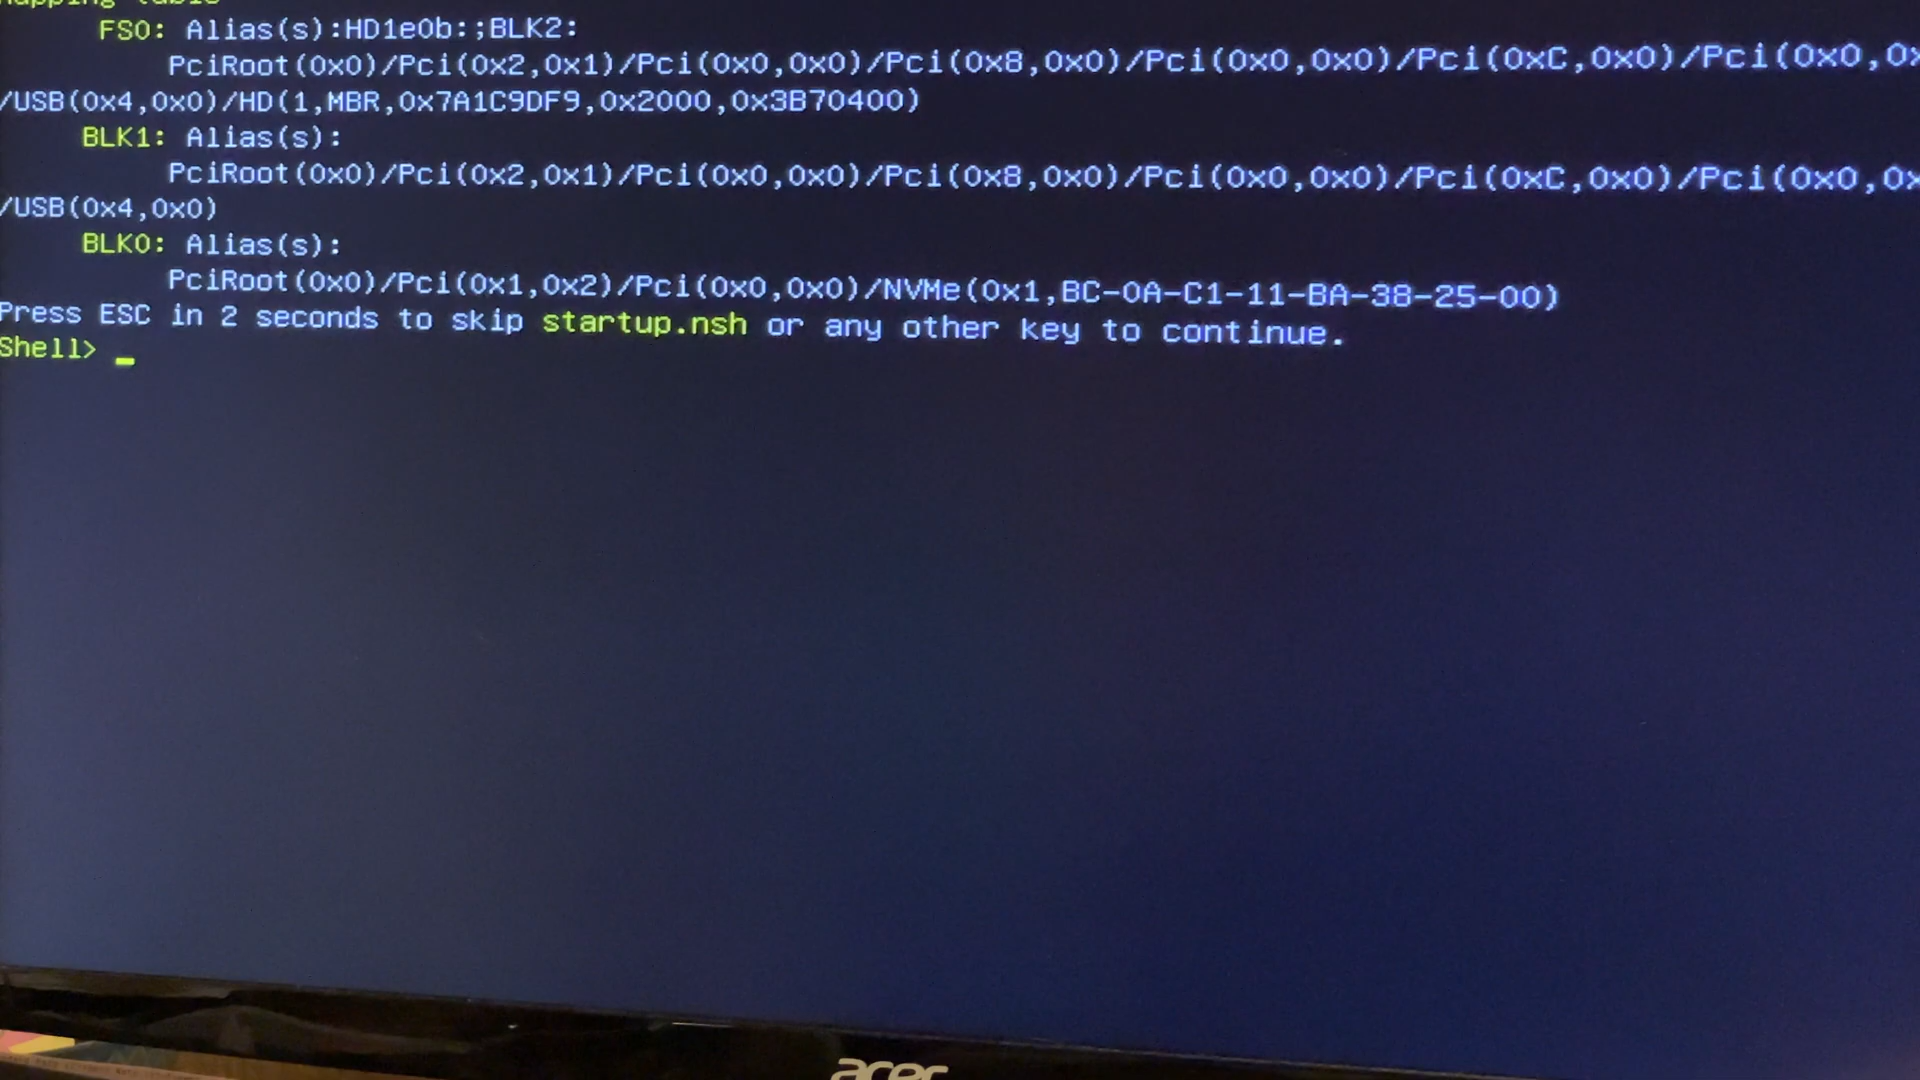 Mapping table
FS0: Alias(s):HD1e0b:;BLK2:
PciRoot(0x0)/Pci(0x2,0x1)/Pci(0x0,0x0)/Pci(0x8,0x0)/Pci(0x0,0x0)/Pci(0xC,0x0)/Pci(0x0,0x
/USB(0x4,0x0)/HD(1,MBR,0x7A1C9DF9,0x2000,0x3B70400)
BLK1: Alias(s):
PciRoot(0x0)/Pci(0x2,0x1)/Pci(0x0,0x0)/Pci(0x8,0x0)/Pci(0x0,0x0)/Pci(0xC,0x0)/Pci(0x0,0x
/USB(0x4,0x0)
BLK0: Alias(s):
PciRoot(0x0)/Pci(0x1,0x2)/Pci(0x0,0x0)/NVMe(0x1,BC-0A-C1-11-BA-38-25-00)
Press ESC in 2 seconds to skip startup.nsh or any other key to continue.
Shell> _
acer